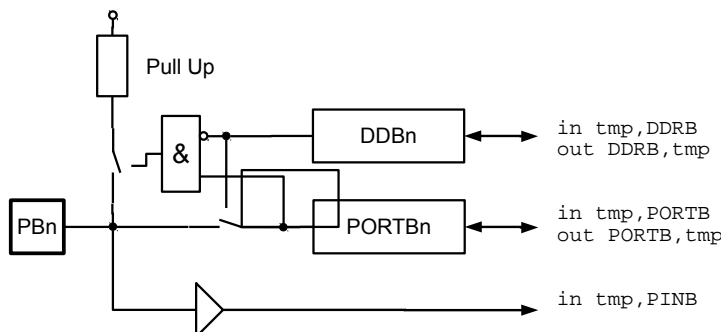 Pull Up
&
DDBn
in tmp,DDRB
out DDRB,tmp
PBn
PORTBn
in tmp,PORTB
out PORTB,tmp
in tmp,PINB